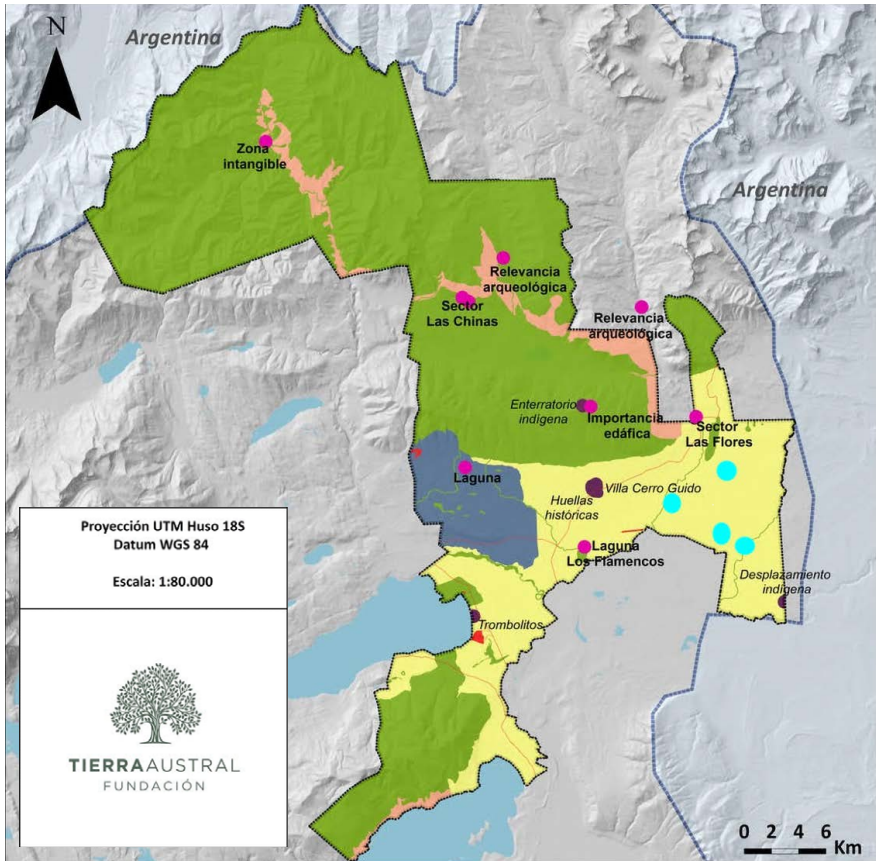 N
Argentina
Argentina
Zona
intangible
Relevancia
arqueológica
Sector
Las Chinas
Relevancia
arqueológica
Enterratorio
indígena
Importancia
edáfica
Sector
Las Flores
Laguna
Huellas
históricas
Villa Cerro Guido
Laguna
Los Flamencos
Desplazamiento
indígena
Trombolitos
Proyección UTM Huso 18S
Datum WGS 84
Escala: 1:80.000
TIERRA AUSTRAL
FUNDACIÓN
0 2 4 6
Km